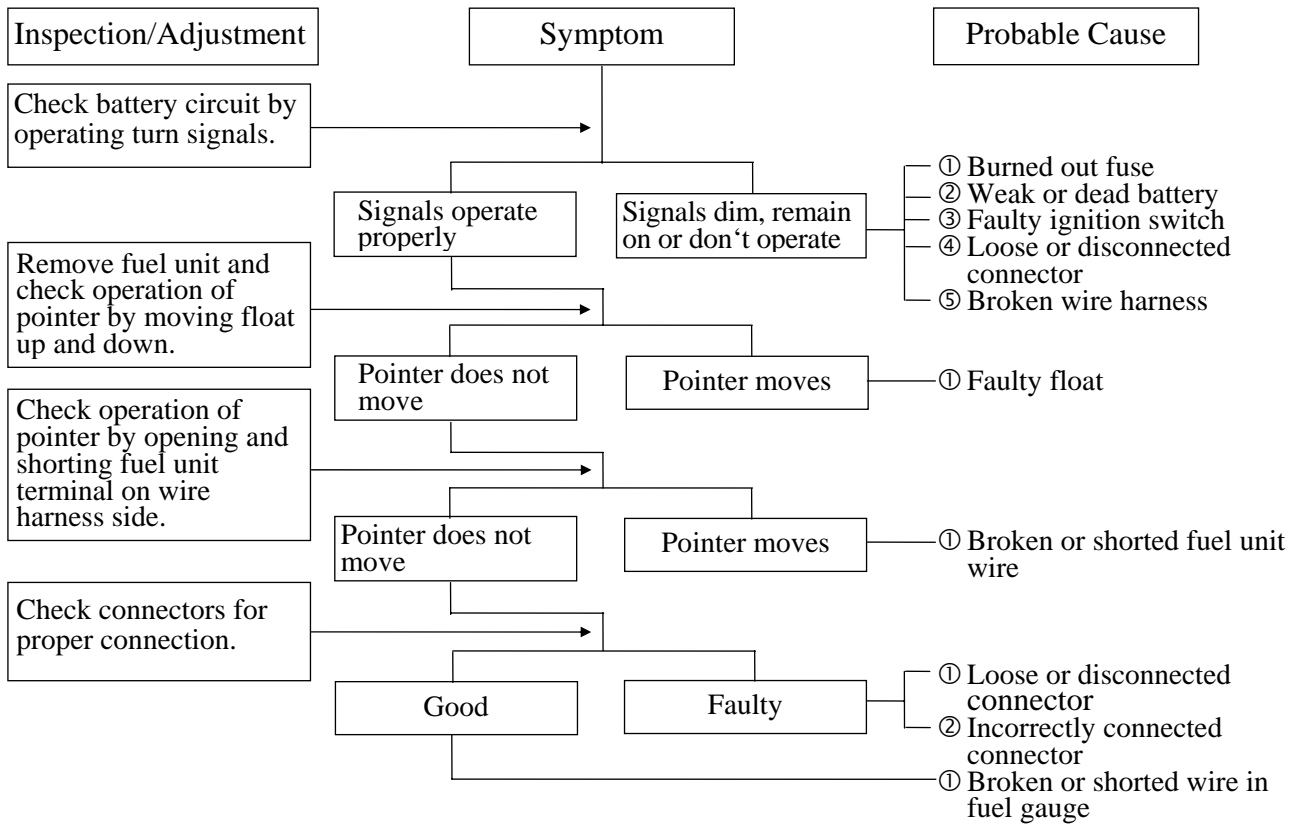 Inspection/Adjustment
Symptom
Probable Cause
Check battery circuit by
operating turn signals.
Signals operate
properly
Signals dim, remain
on or don‘t operate
① Burned out fuse
② Weak or dead battery
③ Faulty ignition switch
④ Loose or disconnected
connector
⑤ Broken wire harness
Remove fuel unit and
check operation of
pointer by moving float
up and down.
Pointer does not
move
Pointer moves
① Faulty float
Check operation of
pointer by opening and
shorting fuel unit
terminal on wire
harness side.
Pointer does not
move
Pointer moves
① Broken or shorted fuel unit
wire
Check connectors for
proper connection.
Good
Faulty
① Loose or disconnected
connector
② Incorrectly connected
connector
① Broken or shorted wire in
fuel gauge